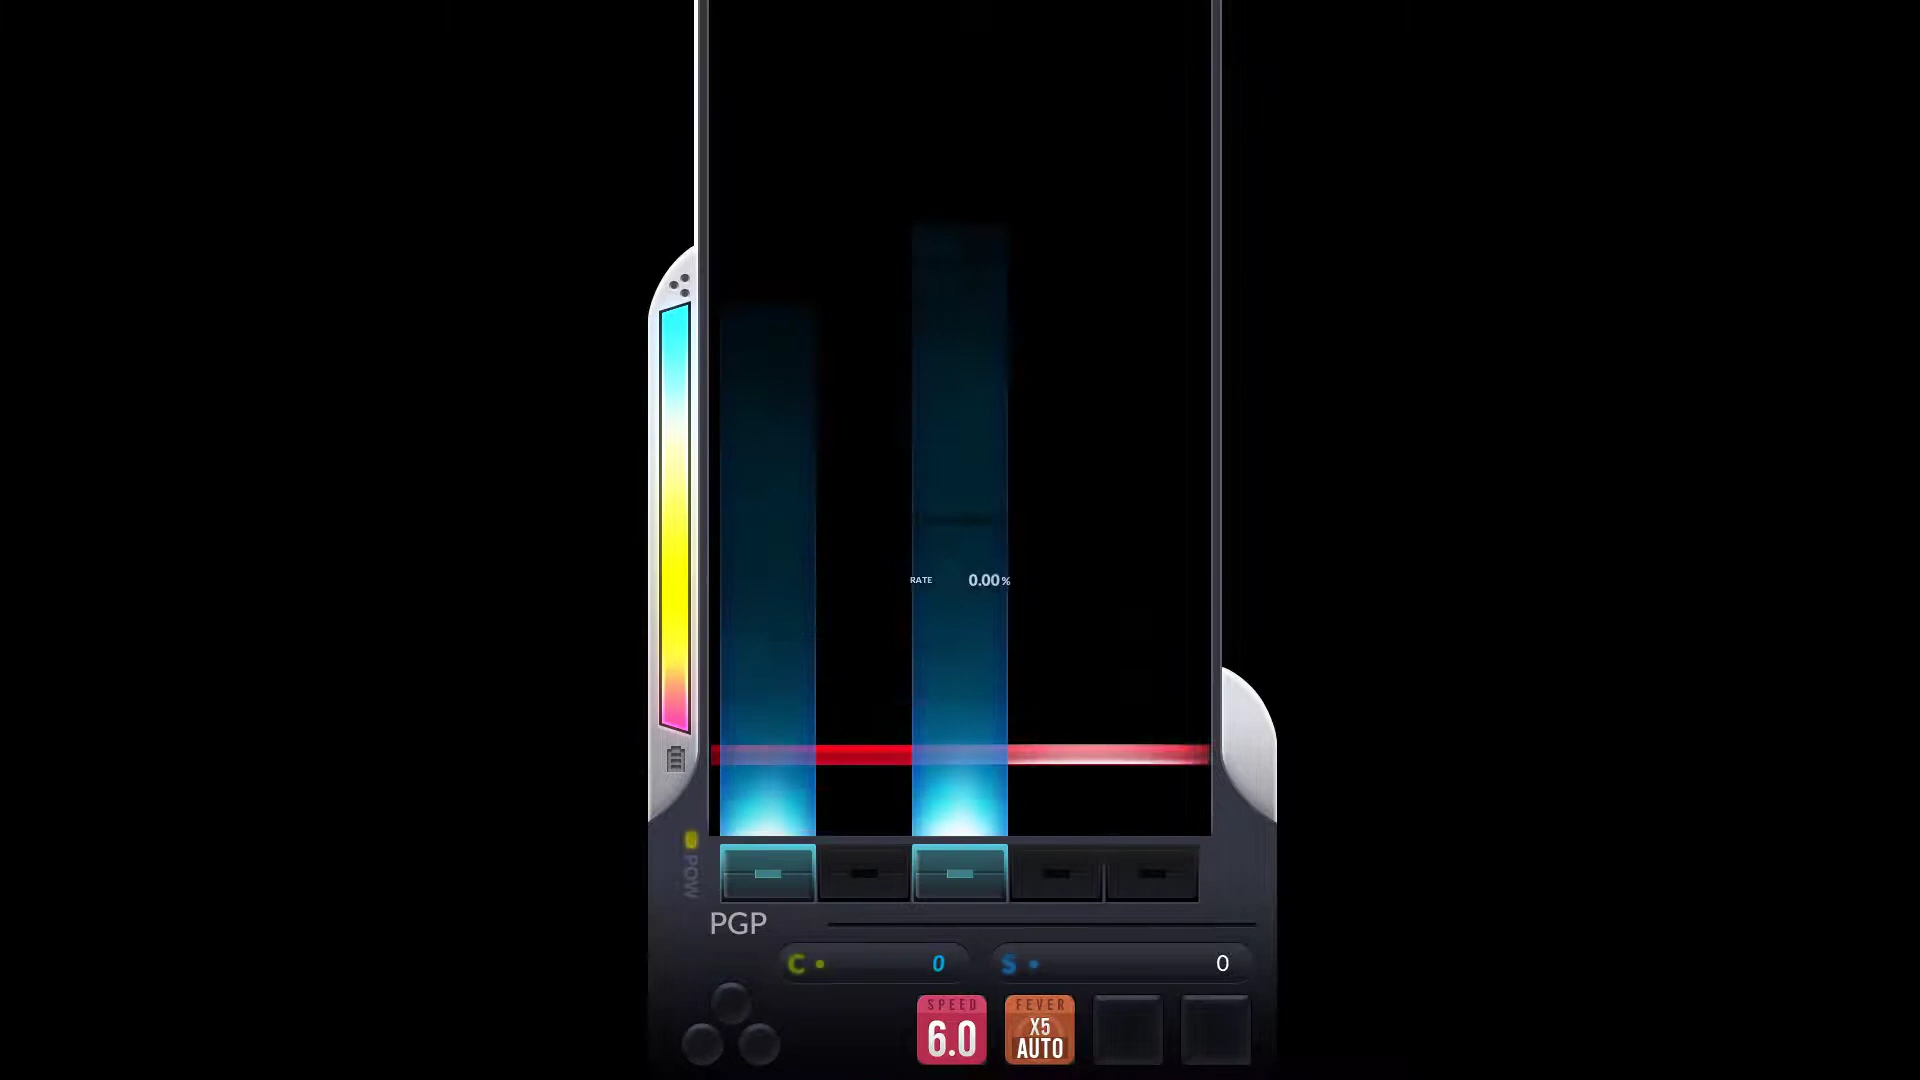 RATE 0.00%
POW
PGP
C 0 S 0
SPEED FEVER
6.0 X5
AUTO